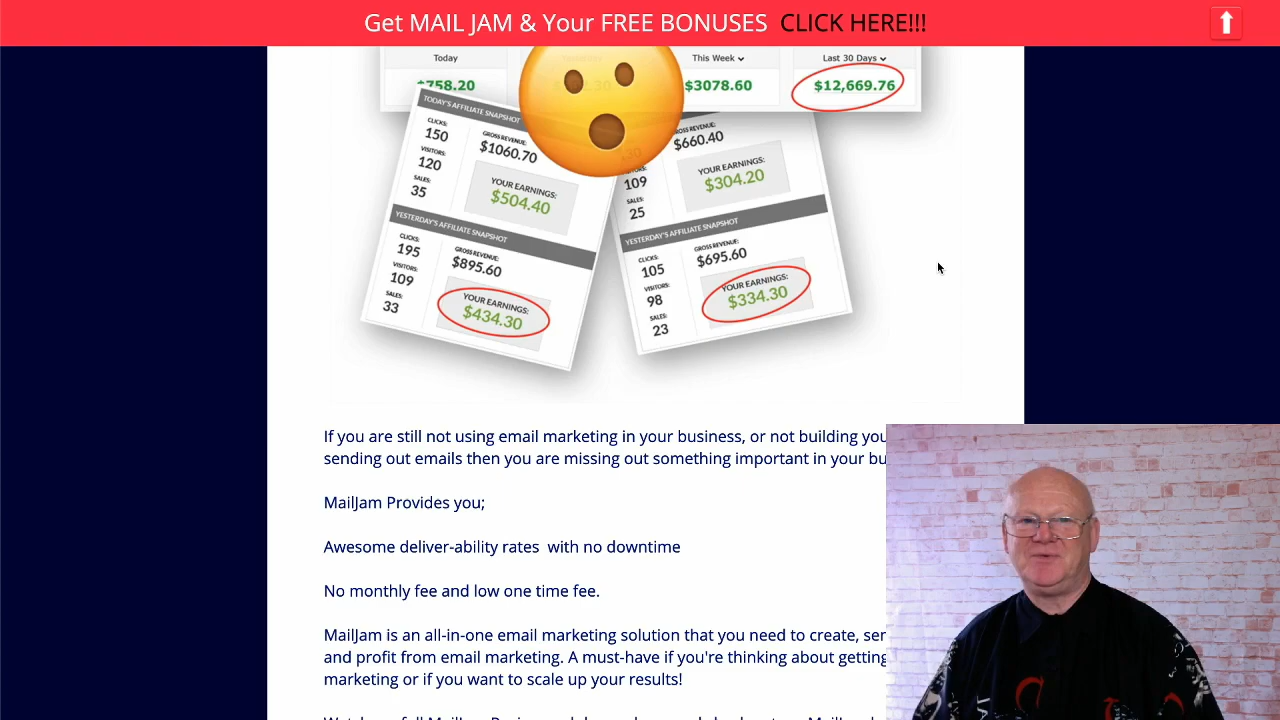 Get MAIL JAM & Your FREE BONUSES CLICK HERE!!!
Today
This Week
Last 30 Days
$758.20
$3078.60
$12,669.76
TODAY'S AFFILIATE SNAPSHOT
CLICKS:
150
VISITORS:
120
SALES:
35
GROSS REVENUE:
$1060.70
YOUR EARNINGS:
$504.40
YESTERDAY'S AFFILIATE SNAPSHOT
CLICKS:
195
VISITORS:
109
SALES:
33
GROSS REVENUE:
$895.60
YOUR EARNINGS:
$434.30
GROSS REVENUE:
$660.40
109
SALES:
25
YOUR EARNINGS:
$304.20
YESTERDAY'S AFFILIATE SNAPSHOT
CLICKS:
105
VISITORS:
98
SALES:
23
GROSS REVENUE:
$695.60
YOUR EARNINGS:
$334.30
If you are still not using email marketing in your business, or not building you
sending out emails then you are missing out something important in your bu
MailJam Provides you;
Awesome deliver-ability rates with no downtime
No monthly fee and low one time fee.
MailJam is an all-in-one email marketing solution that you need to create, ser
and profit from email marketing. A must-have if you're thinking about getting
marketing or if you want to scale up your results!